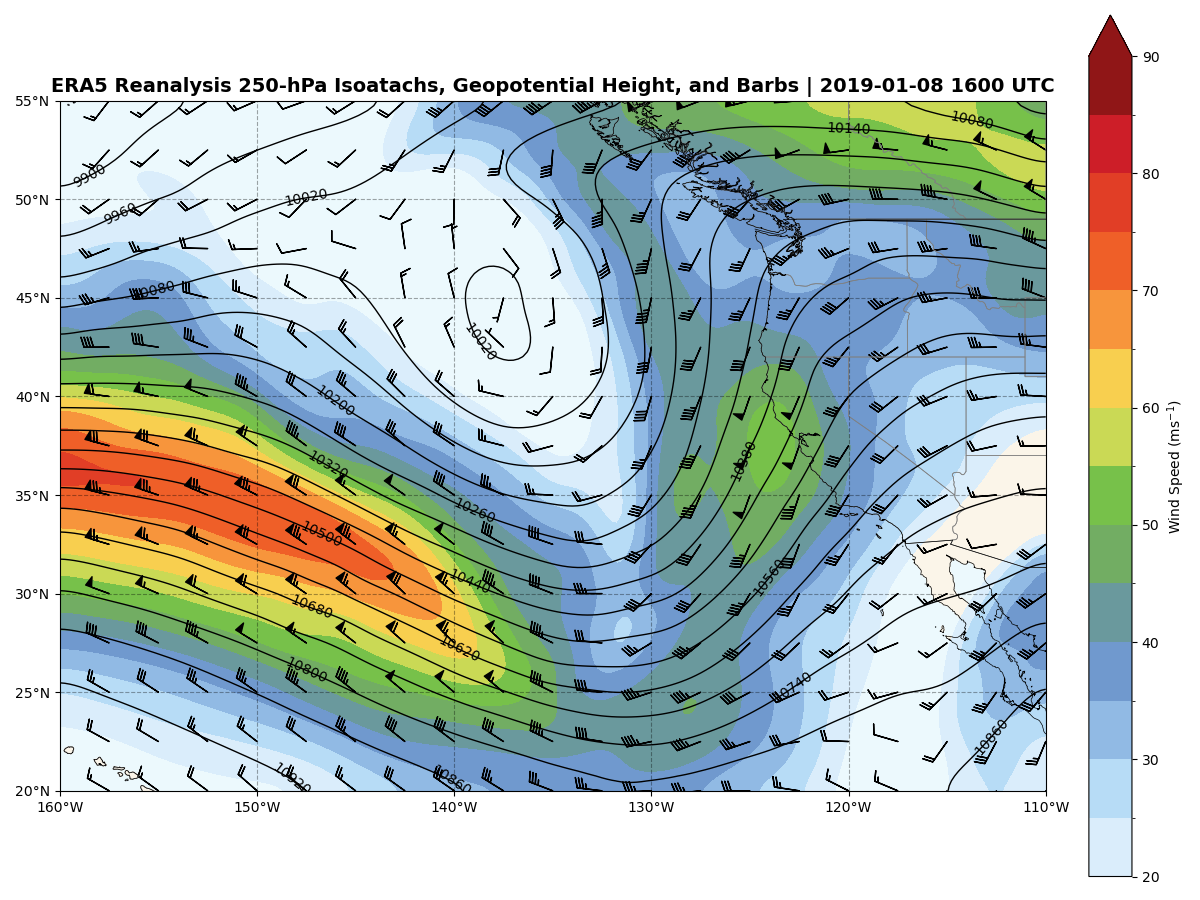 ERA5 Reanalysis 250-hPa Isoatachs, Geopotential Height, and Barbs | 2019-01-08 1600 UTC
90
55°N
10080
10140
9900
80
50°N
10020
9960
10080
70
45°N
10020
Wind Speed (ms⁻¹)
40°N
10200
60
10320
10380
35°N
10260
10500
50
10440
10560
30°N
10680
10620
40
10800
25°N
10740
10860
30
10920
10860
20°N
160°W 150°W 140°W 130°W 120°W 110°W
20